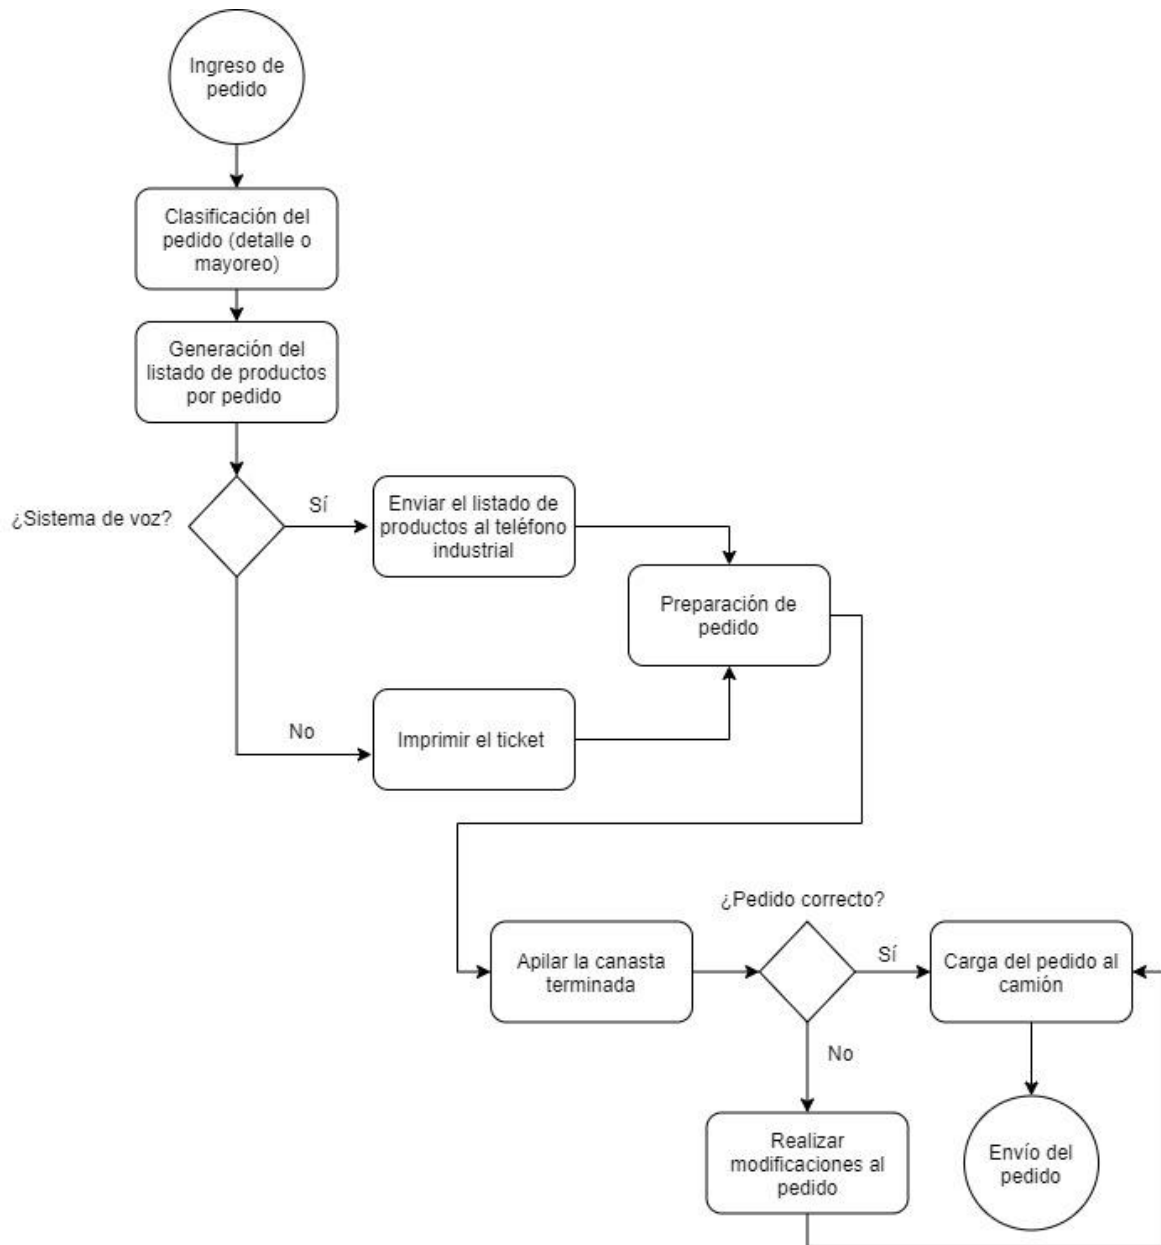 Ingreso de
pedido
Clasificación del
pedido (detalle o
mayoreo)
Generación del
listado de productos
por pedido
¿Sistema de voz?
Sí
Enviar el listado de
productos al teléfono
industrial
Preparación de
pedido
No
Imprimir el ticket
¿Pedido correcto?
Apilar la canasta
terminada
Sí
Carga del pedido al
camión
No
Realizar
modificaciones al
pedido
Envío del
pedido